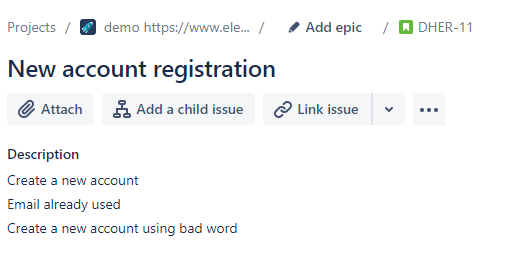 Projects / demo https://www.ele... / Add epic / DHER-11
New account registration
Attach Add a child issue Link issue
Description
Create a new account
Email already used
Create a new account using bad word